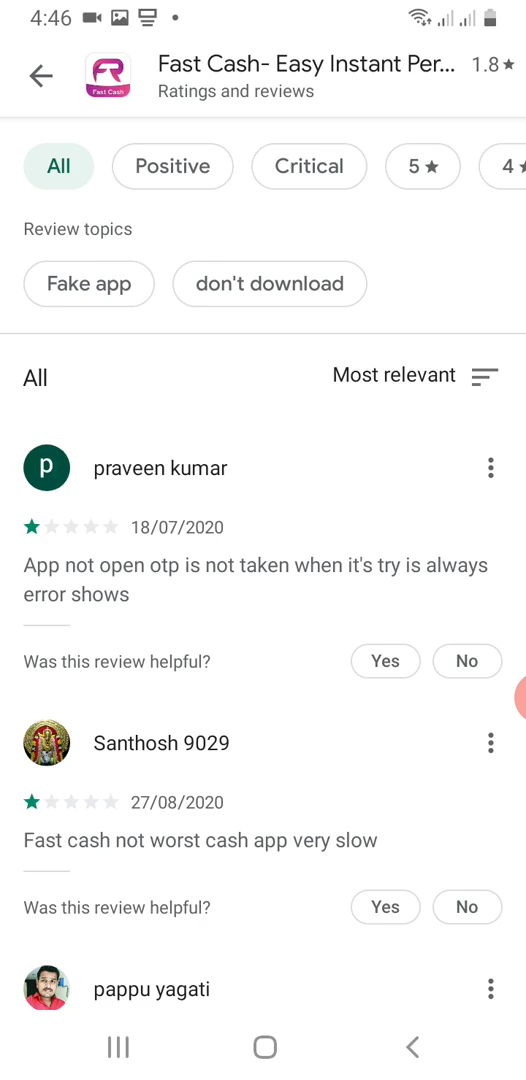 4:46
Fast Cash- Easy Instant Per... 1.8★
Fast Cash
Ratings and reviews
All Positive Critical 5 ★ 4 ★
Review topics
Fake app don't download
All Most relevant
p praveen kumar
18/07/2020
App not open otp is not taken when it's try is always
error shows
Was this review helpful? Yes No
Santhosh 9029
27/08/2020
Fast cash not worst cash app very slow
Was this review helpful? Yes No
pappu yagati